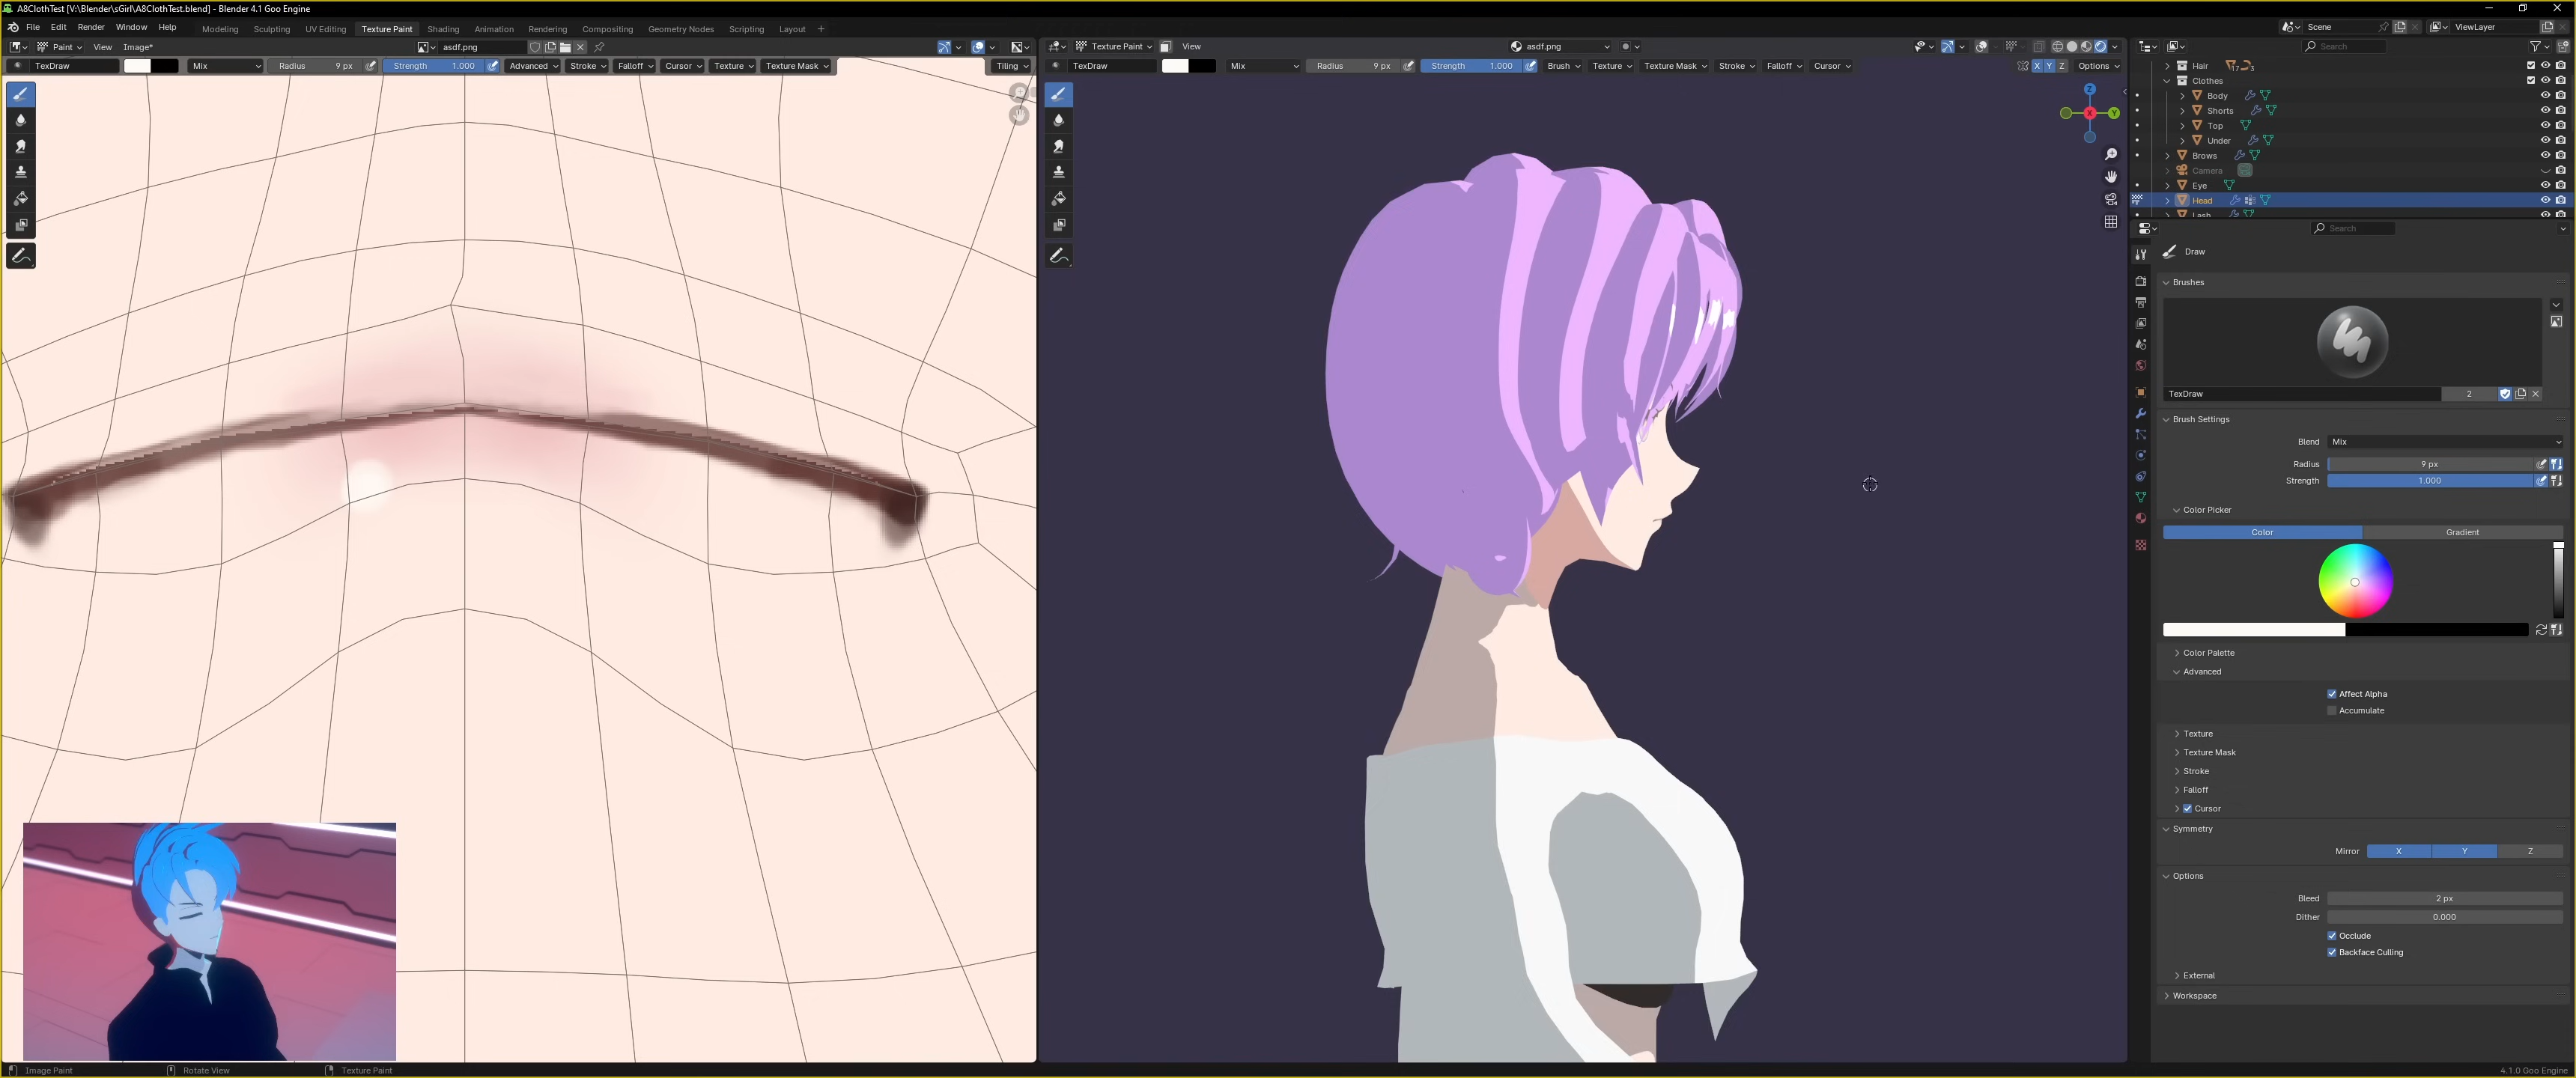 A8ClothTest [V:\Blender\sGirl\A8ClothTest.blend] - Blender 4.1 Goo Engine
File Edit Render Window Help Modeling Sculpting UV Editing Texture Paint Shading Animation Rendering Compositing Geometry Nodes Scripting Layout + Scene ViewLayer
Paint View Image* asdf.png Texture Paint View asdf.png Search
TexDraw Mix Radius 9 px Strength 1.000 Advanced Stroke Falloff Cursor Texture Texture Mask Tiling
TexDraw Mix Radius 9 px Strength 1.000 Brush Texture Texture Mask Stroke Falloff Cursor X Y Z Options
Z
X
Y
Hair 17 3
Clothes
Body
Shorts
Top
Under
Brows
Camera
Eye
Head
Lash
Search
Draw
Brushes
TexDraw 2
Brush Settings
Blend Mix
Radius 9 px
Strength 1.000
Color Picker
Color Gradient
Color Palette
Advanced
Affect Alpha
Accumulate
Texture
Texture Mask
Stroke
Falloff
Cursor
Symmetry
Mirror X Y Z
Options
Bleed 2 px
Dither 0.000
Occlude
Backface Culling
External
Workspace
Image Paint Rotate View Texture Paint 4.1.0 Goo Engine